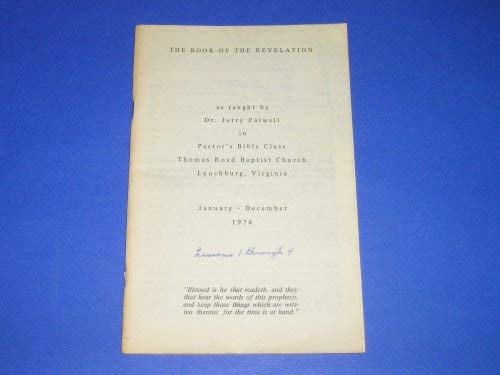 THE BOOK OF THE REVELATION
as taught by
Dr. Jerry Falwell
in
Pastor's Bible Class
Thomas Road Baptist Church
Lynchburg, Virginia
January - December
1974
Lessons 1 through 4
"Blessed is he that readeth, and they
that hear the words of this prophecy,
and keep those things which are writ-
ten therein: for the time is at hand."